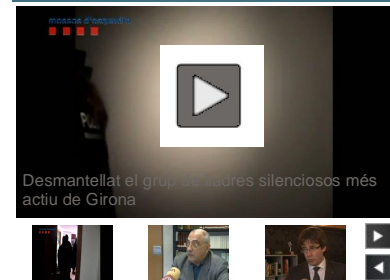 mossos d'esquadra
Desmantellat el grup de lladres silenciosos més
actiu de Girona